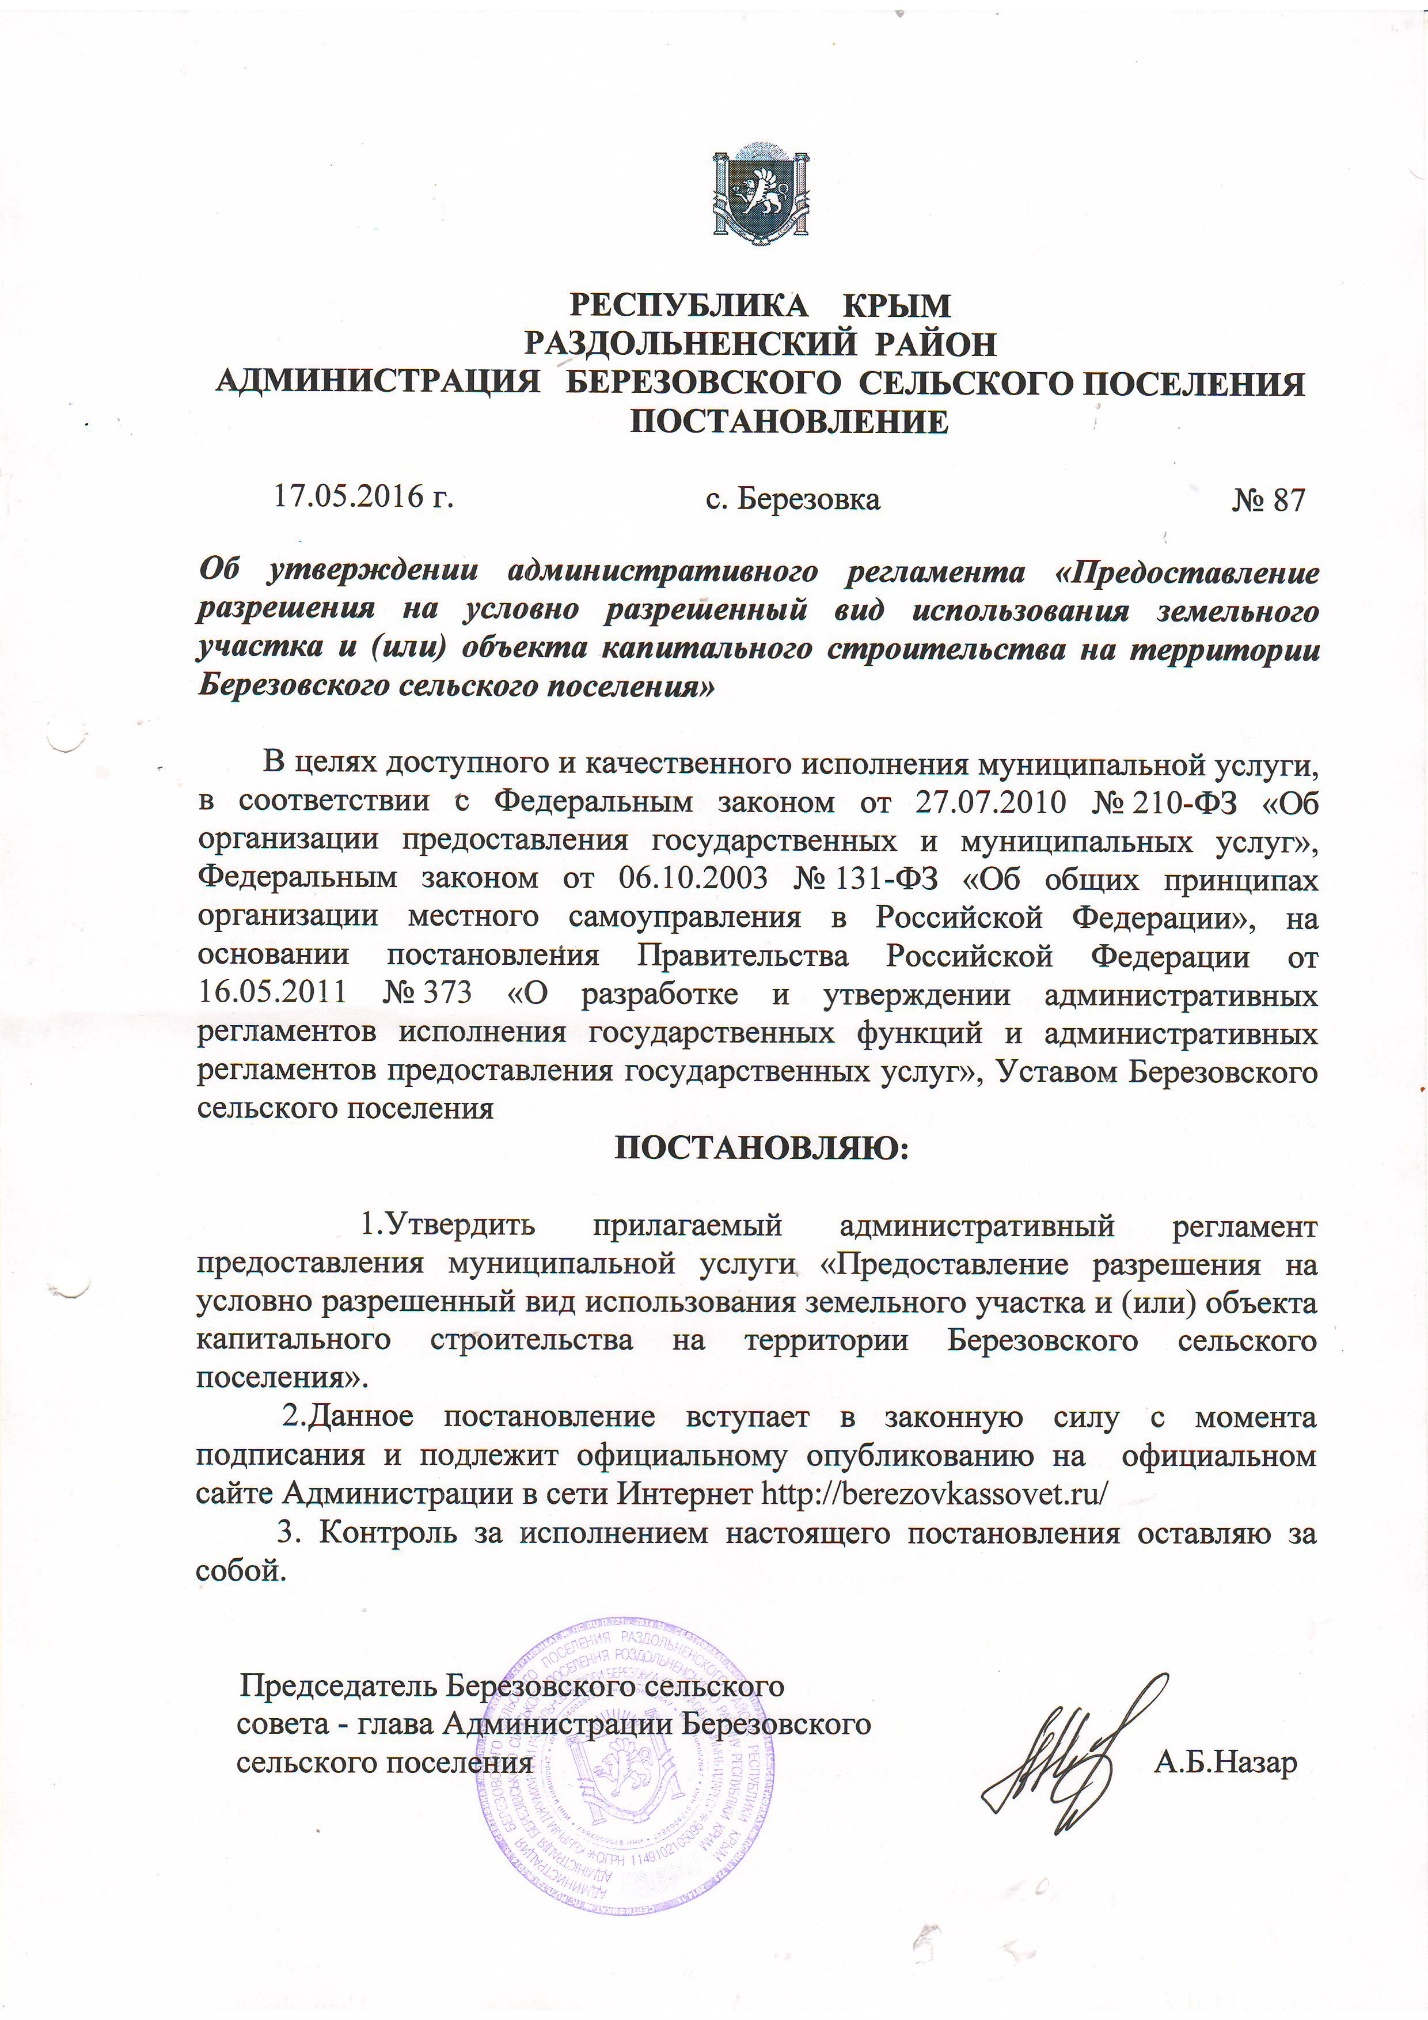 РЕСПУБЛИКА КРЫМ
РАЗДОЛЬНЕНСКИЙ РАЙОН
АДМИНИСТРАЦИЯ БЕРЕЗОВСКОГО СЕЛЬСКОГО ПОСЕЛЕНИЯ
ПОСТАНОВЛЕНИЕ
17.05.2016 г. с. Березовка № 87
Об утверждении административного регламента «Предоставление
разрешения на условно разрешенный вид использования земельного
участка и (или) объекта капитального строительства на территории
Березовского сельского поселения»
В целях доступного и качественного исполнения муниципальной услуги,
в соответствии с Федеральным законом от 27.07.2010 № 210-ФЗ «Об
организации предоставления государственных и муниципальных услуг»,
Федеральным законом от 06.10.2003 № 131-ФЗ «Об общих принципах
организации местного самоуправления в Российской Федерации», на
основании постановления Правительства Российской Федерации от
16.05.2011 № 373 «О разработке и утверждении административных
регламентов исполнения государственных функций и административных
регламентов предоставления государственных услуг», Уставом Березовского
сельского поселения
ПОСТАНОВЛЯЮ:
1.Утвердить прилагаемый административный регламент
предоставления муниципальной услуги «Предоставление разрешения на
условно разрешенный вид использования земельного участка и (или) объекта
капитального строительства на территории Березовского сельского
поселения».
2.Данное постановление вступает в законную силу с момента
подписания и подлежит официальному опубликованию на официальном
сайте Администрации в сети Интернет http://berezovkassovet.ru/
3. Контроль за исполнением настоящего постановления оставляю за
собой.
Председатель Березовского сельского
совета - глава Администрации Березовского
сельского поселения А.Б.Назар
АДМИНИСТРАЦИЯ БЕРЕЗОВСКОГО СЕЛЬСКОГО ПОСЕЛЕНИЯ РАЗДОЛЬНЕНСКОГО РАЙОНА РЕСПУБЛИКИ КРЫМ